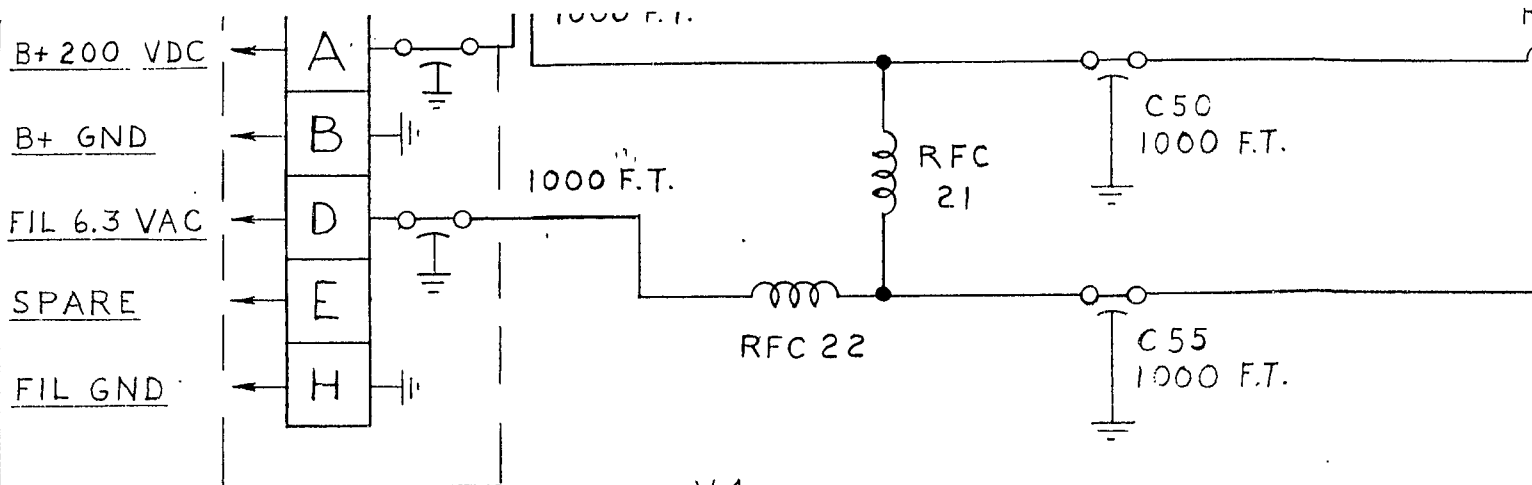 1000 F.T.
B+ 200 VDC
A
C50
1000 F.T.
B+ GND
B
RFC
21
1000 F.T.
FIL 6.3 VAC
D
SPARE
E
RFC 22
C55
1000 F.T.
FIL GND
H